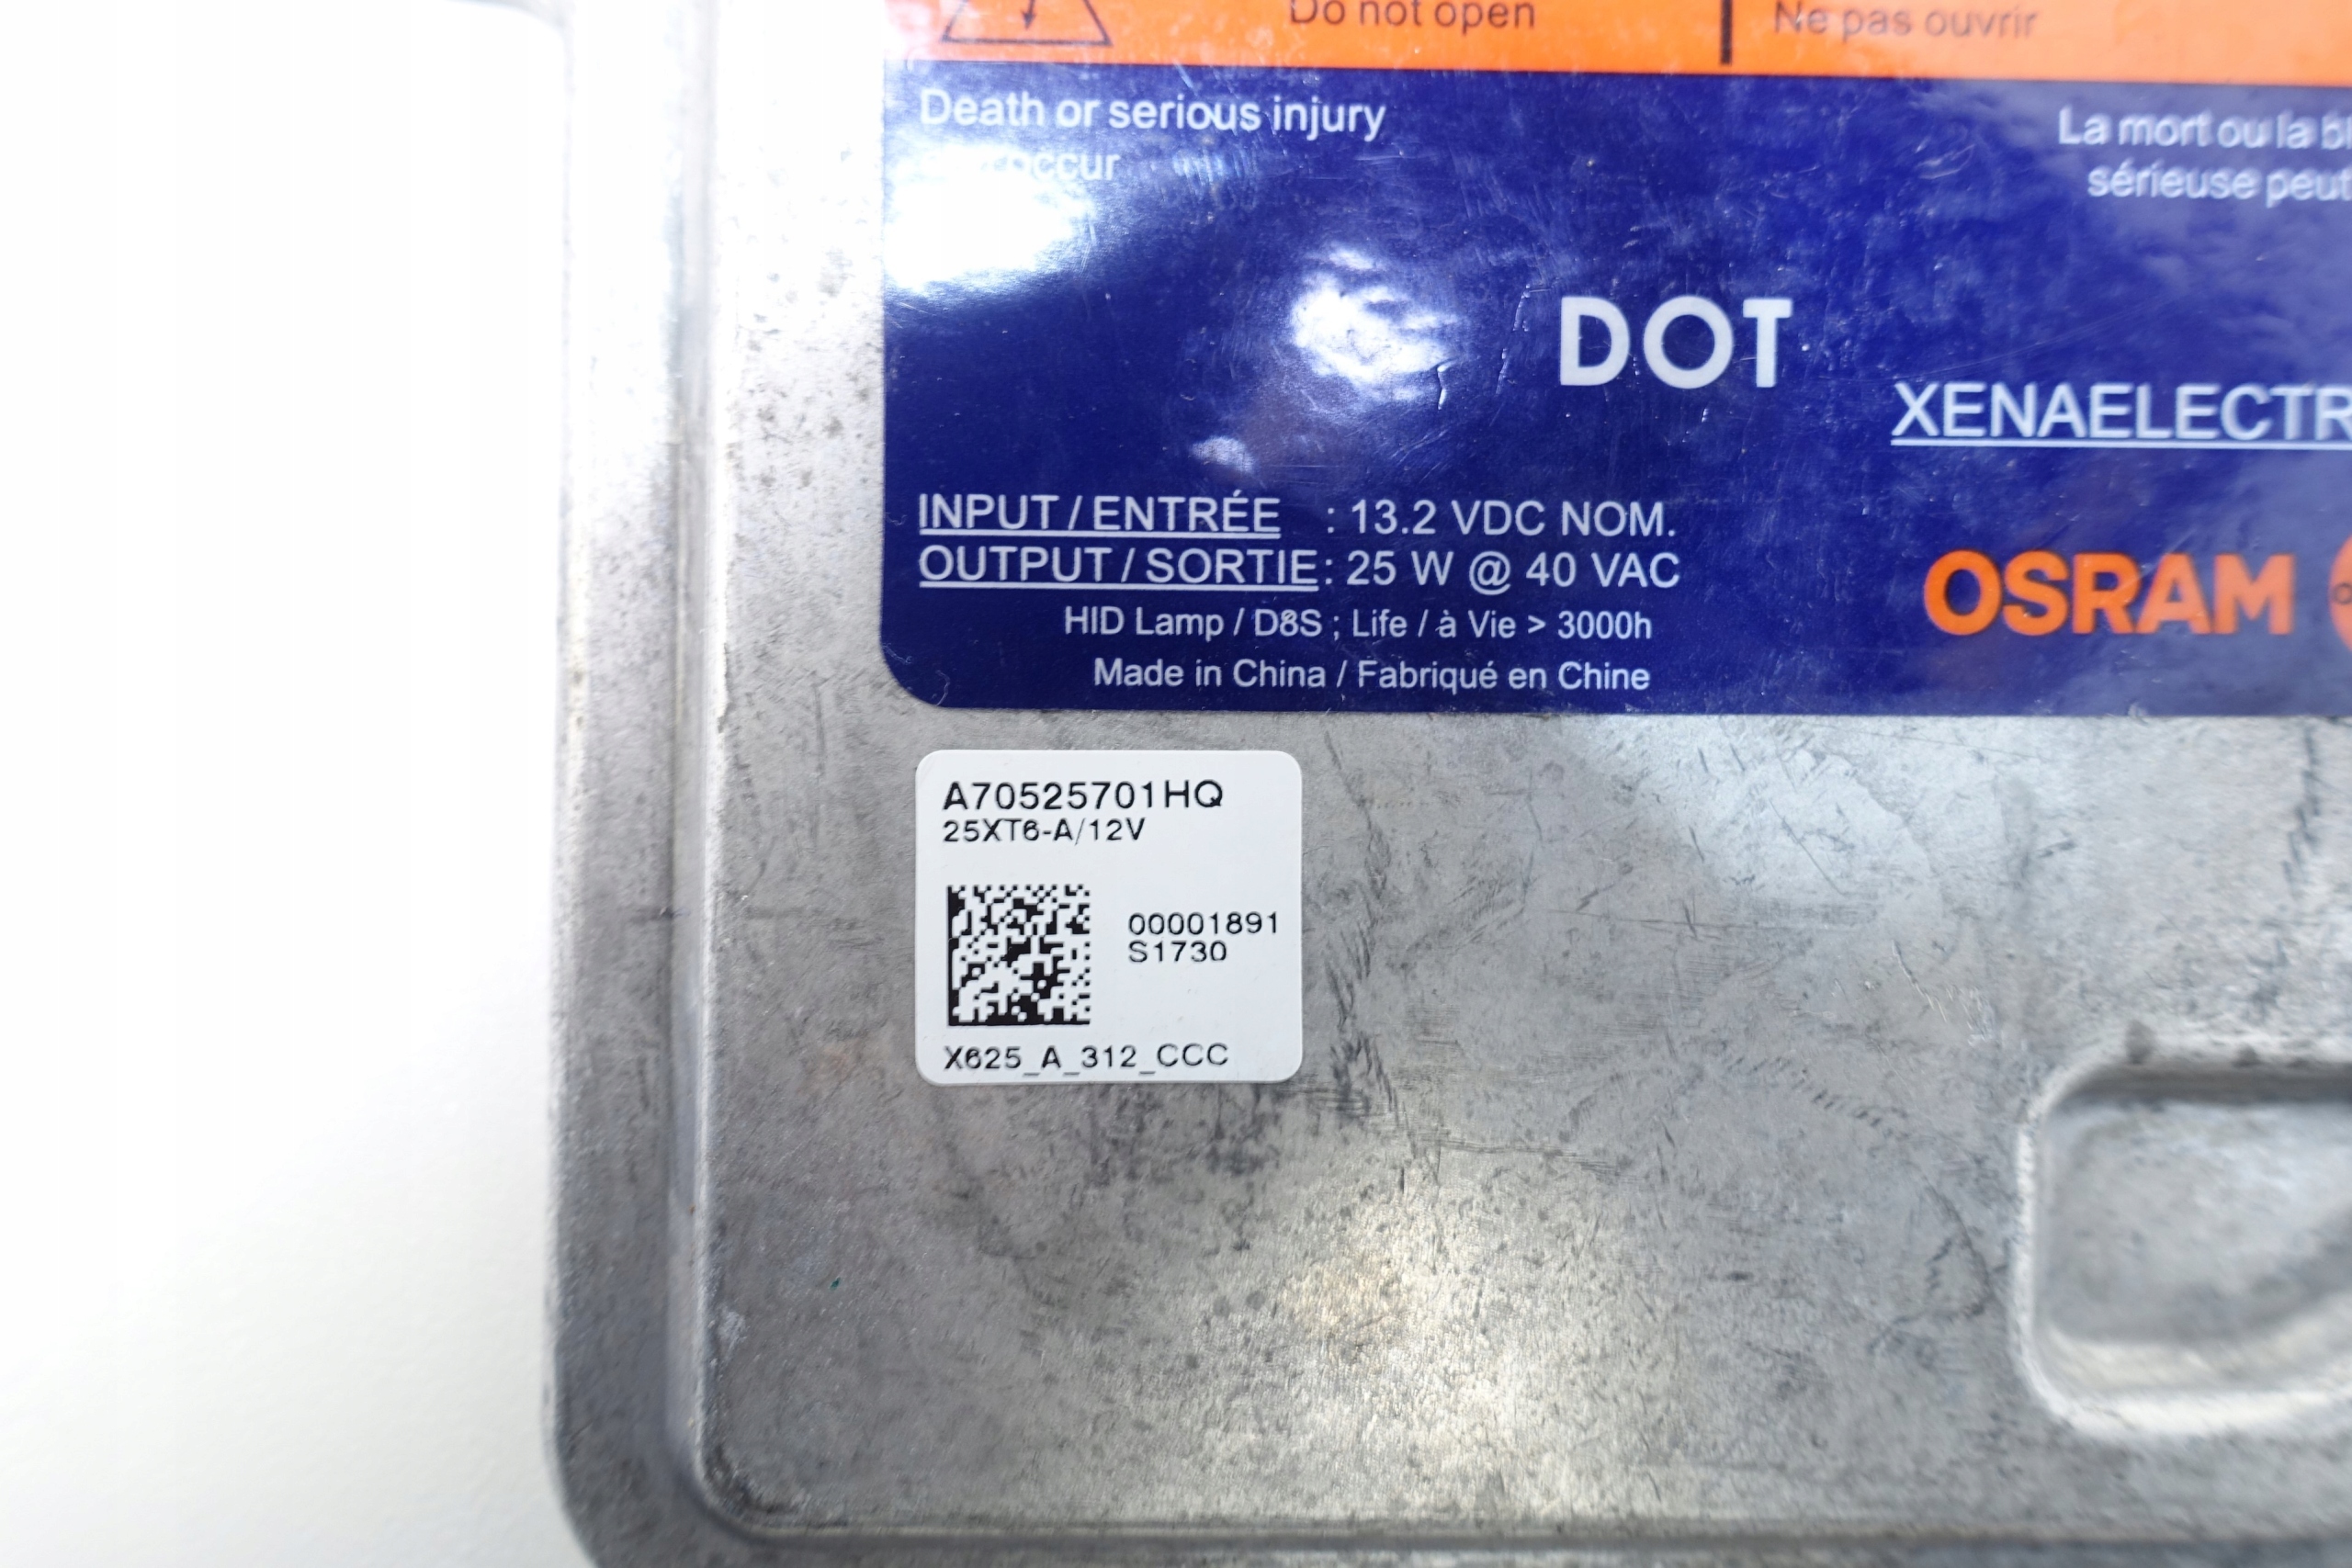 Do not open
Ne pas ouvrir
Death or serious injury
occur
La mort ou la
sérieuse peut
DOT
XENAELECTR
INPUT / ENTRÉE : 13.2 VDC NOM.
OUTPUT / SORTIE : 25 W @ 40 VAC
HID Lamp / D8S ; Life / à Vie > 3000h
Made in China / Fabriqué en Chine
OSRAM
A70525701HQ
25XT6-A/12V
00001891
S1730
X625_A_312_CCC